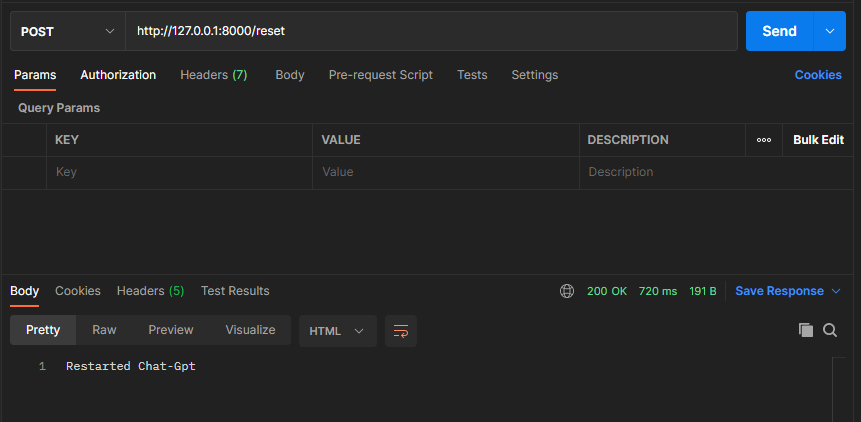 POST http://127.0.0.1:8000/reset Send
Params Authorization Headers (7) Body Pre-request Script Tests Settings Cookies
Query Params
KEY VALUE DESCRIPTION Bulk Edit
Key Value Description
Body Cookies Headers (5) Test Results 200 OK 720 ms 191 B Save Response
Pretty Raw Preview Visualize HTML
1 Restarted Chat-Gpt